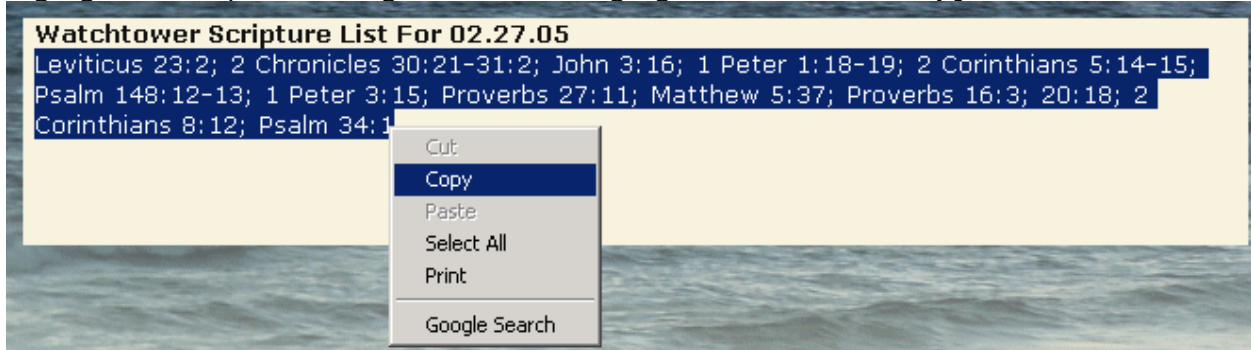 Watchtower Scripture List For 02.27.05
Leviticus 23:2; 2 Chronicles 30:21-31:2; John 3:16; 1 Peter 1:18-19; 2 Corinthians 5:14-15;
Psalm 148:12-13; 1 Peter 3:15; Proverbs 27:11; Matthew 5:37; Proverbs 16:3; 20:18; 2
Corinthians 8:12; Psalm 34:1
Cut
Copy
Paste
Select All
Print
Google Search